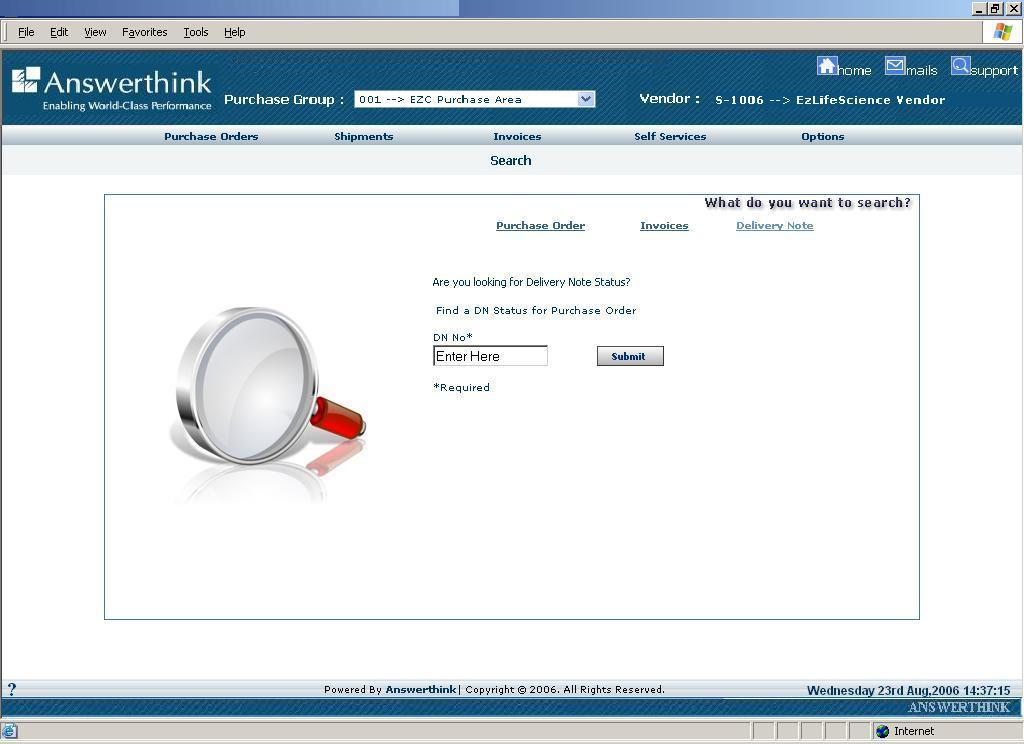 File Edit View Favorites Tools Help
home mails support
Answerthink
Enabling World-Class Performance
Purchase Group : 001 --> EZC Purchase Area Vendor : S-1006 --> EzLifeScience Vendor
Purchase Orders Shipments Invoices Self Services Options
Search
What do you want to search?
Purchase Order Invoices Delivery Note
Are you looking for Delivery Note Status?
Find a DN Status for Purchase Order
DN No*
Enter Here Submit
*Required
? Powered By Answerthink| Copyright © 2006. All Rights Reserved. Wednesday 23rd Aug,2006 14:37:15
ANSWERTHINK
Internet